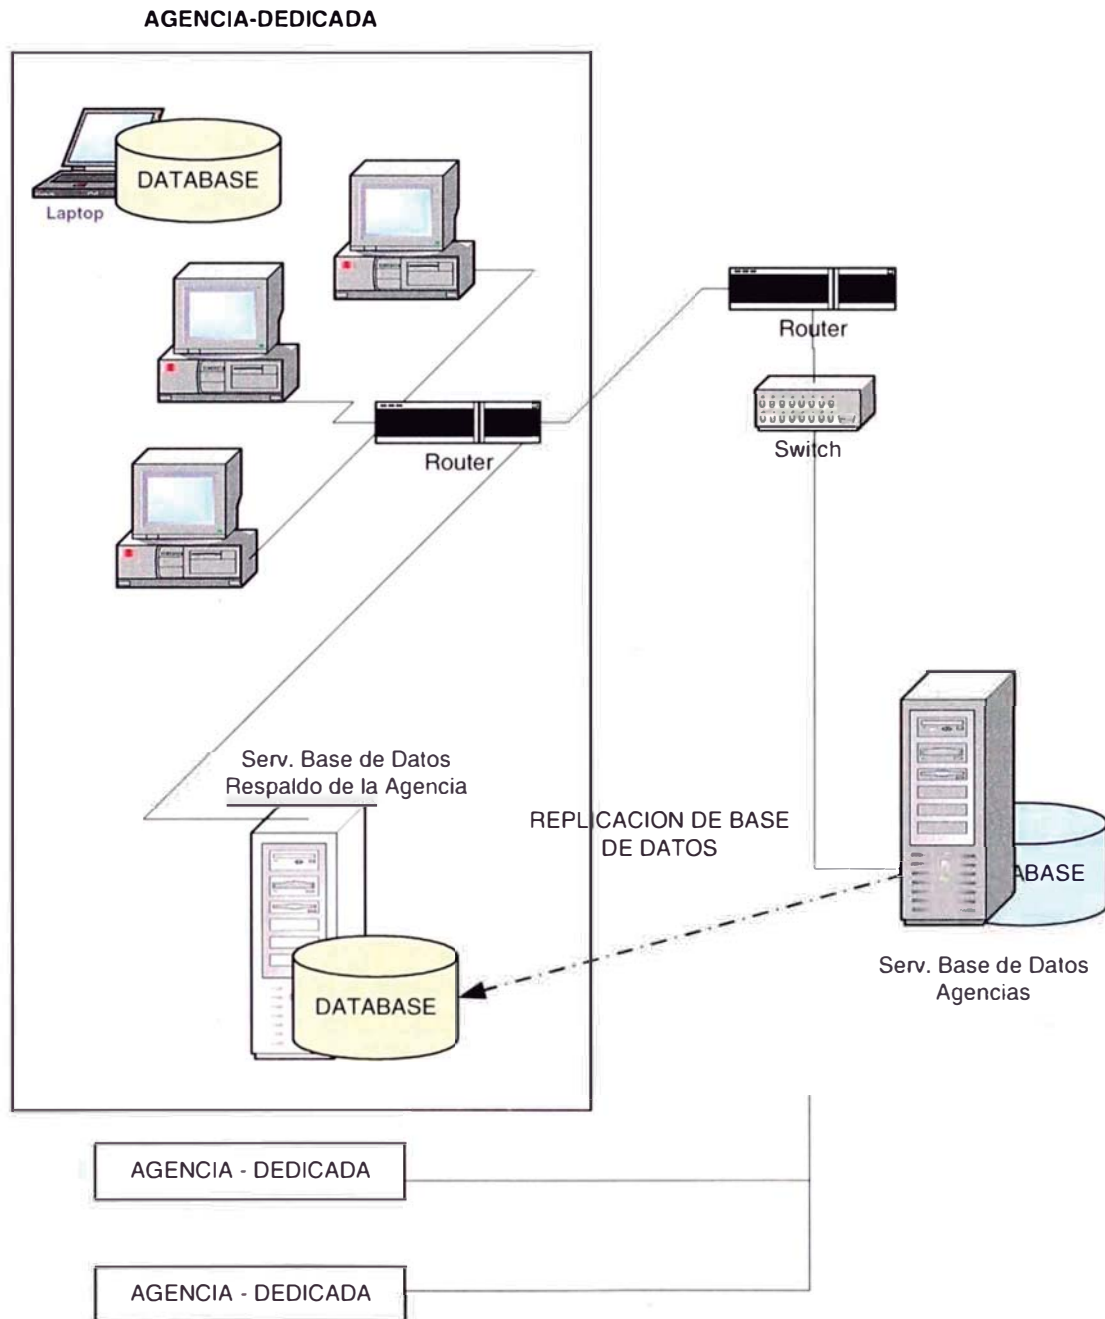 AGENCIA-DEDICADA
DATABASE
Laptop
Router
Router
Switch
Serv. Base de Datos
Respaldo de la Agencia
REPLICACION DE BASE
DE DATOS
ABASE
Serv. Base de Datos
Agencias
DATABASE
AGENCIA - DEDICADA
AGENCIA - DEDICADA